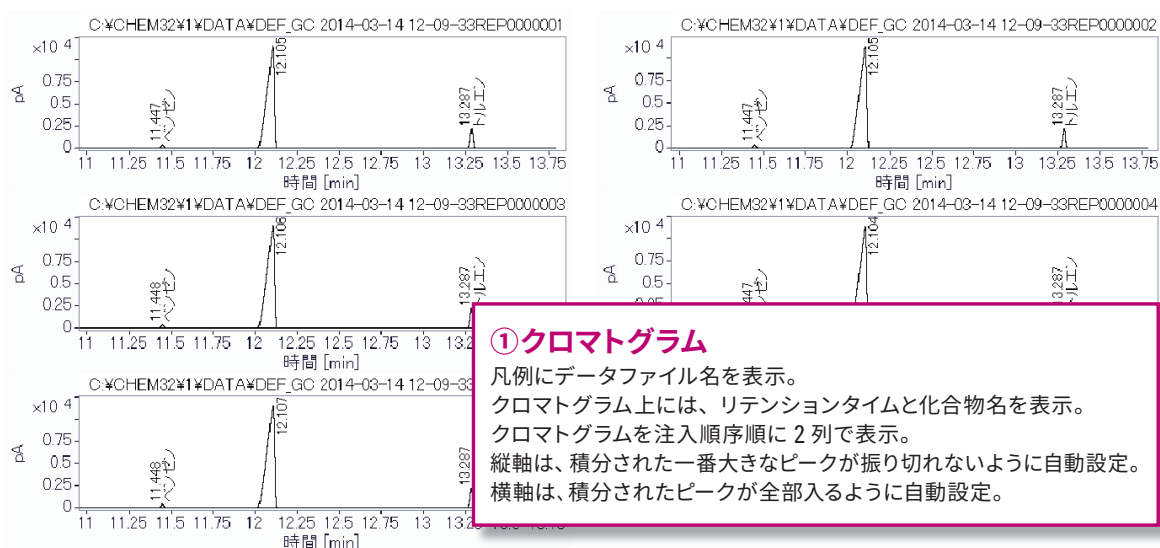 C:¥CHEM32¥1¥DATA¥DEF_GC 2014-03-14 12-09-33REP0000001
×10 4
pA
0.75
0.5
0.25
0
11.447
ベンゼン
12.105
13.287
トルエン
11 11.25 11.5 11.75 12 12.25 12.5 12.75 13 13.25 13.5 13.75
時間 [min]
C:¥CHEM32¥1¥DATA¥DEF_GC 2014-03-14 12-09-33REP0000002
×10 4
pA
0.75
0.5
0.25
0
11.447
ベンゼン
12.105
13.287
トルエン
11 11.25 11.5 11.75 12 12.25 12.5 12.75 13 13.25 13.5 13.75
時間 [min]
C:¥CHEM32¥1¥DATA¥DEF_GC 2014-03-14 12-09-33REP0000003
×10 4
pA
0.75
0.5
0.25
0
11.448
ベンゼン
12.106
13.287
トルエン
11 11.25 11.5 11.75 12 12.25 12.5 12.75 13 13.2
時間 [min]
C:¥CHEM32¥1¥DATA¥DEF_GC 2014-03-14 12-09-33REP0000004
×10 4
pA
0.75
0.5
447
ベンゼン
12.104
13.287
トルエン
C:¥CHEM32¥1¥DATA¥DEF_GC 2014-03-14 12-09-33
×10 4
pA
0.75
0.5
0.25
0
11.448
ベンゼン
12.107
13.287
11 11.25 11.5 11.75 12 12.25 12.5 12.75 13 13.2
時間 [min]
①クロマトグラム
凡例にデータファイル名を表示。
クロマトグラム上には、リテンションタイムと化合物名を表示。
クロマトグラムを注入順序順に 2 列で表示。
縦軸は、積分された一番大きなピークが振り切れないように自動設定。
横軸は、積分されたピークが全部入るように自動設定。